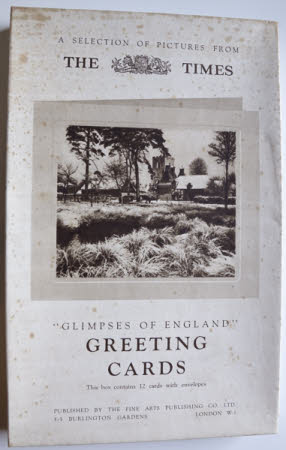 A SELECTION OF PICTURES FROM
THE TIMES
"GLIMPSES OF ENGLAND"
GREETING
CARDS
This box contains 12 cards with envelopes
PUBLISHED BY THE FINE ARTS PUBLISHING CO. LTD.
BURLINGTON GARDENS LONDON W.1